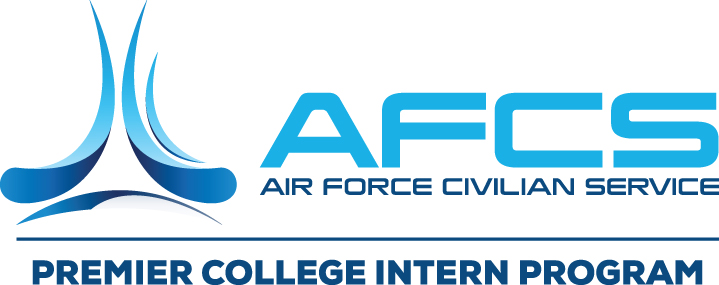 AFCS
AIR FORCE CIVILIAN SERVICE
PREMIER COLLEGE INTERN PROGRAM